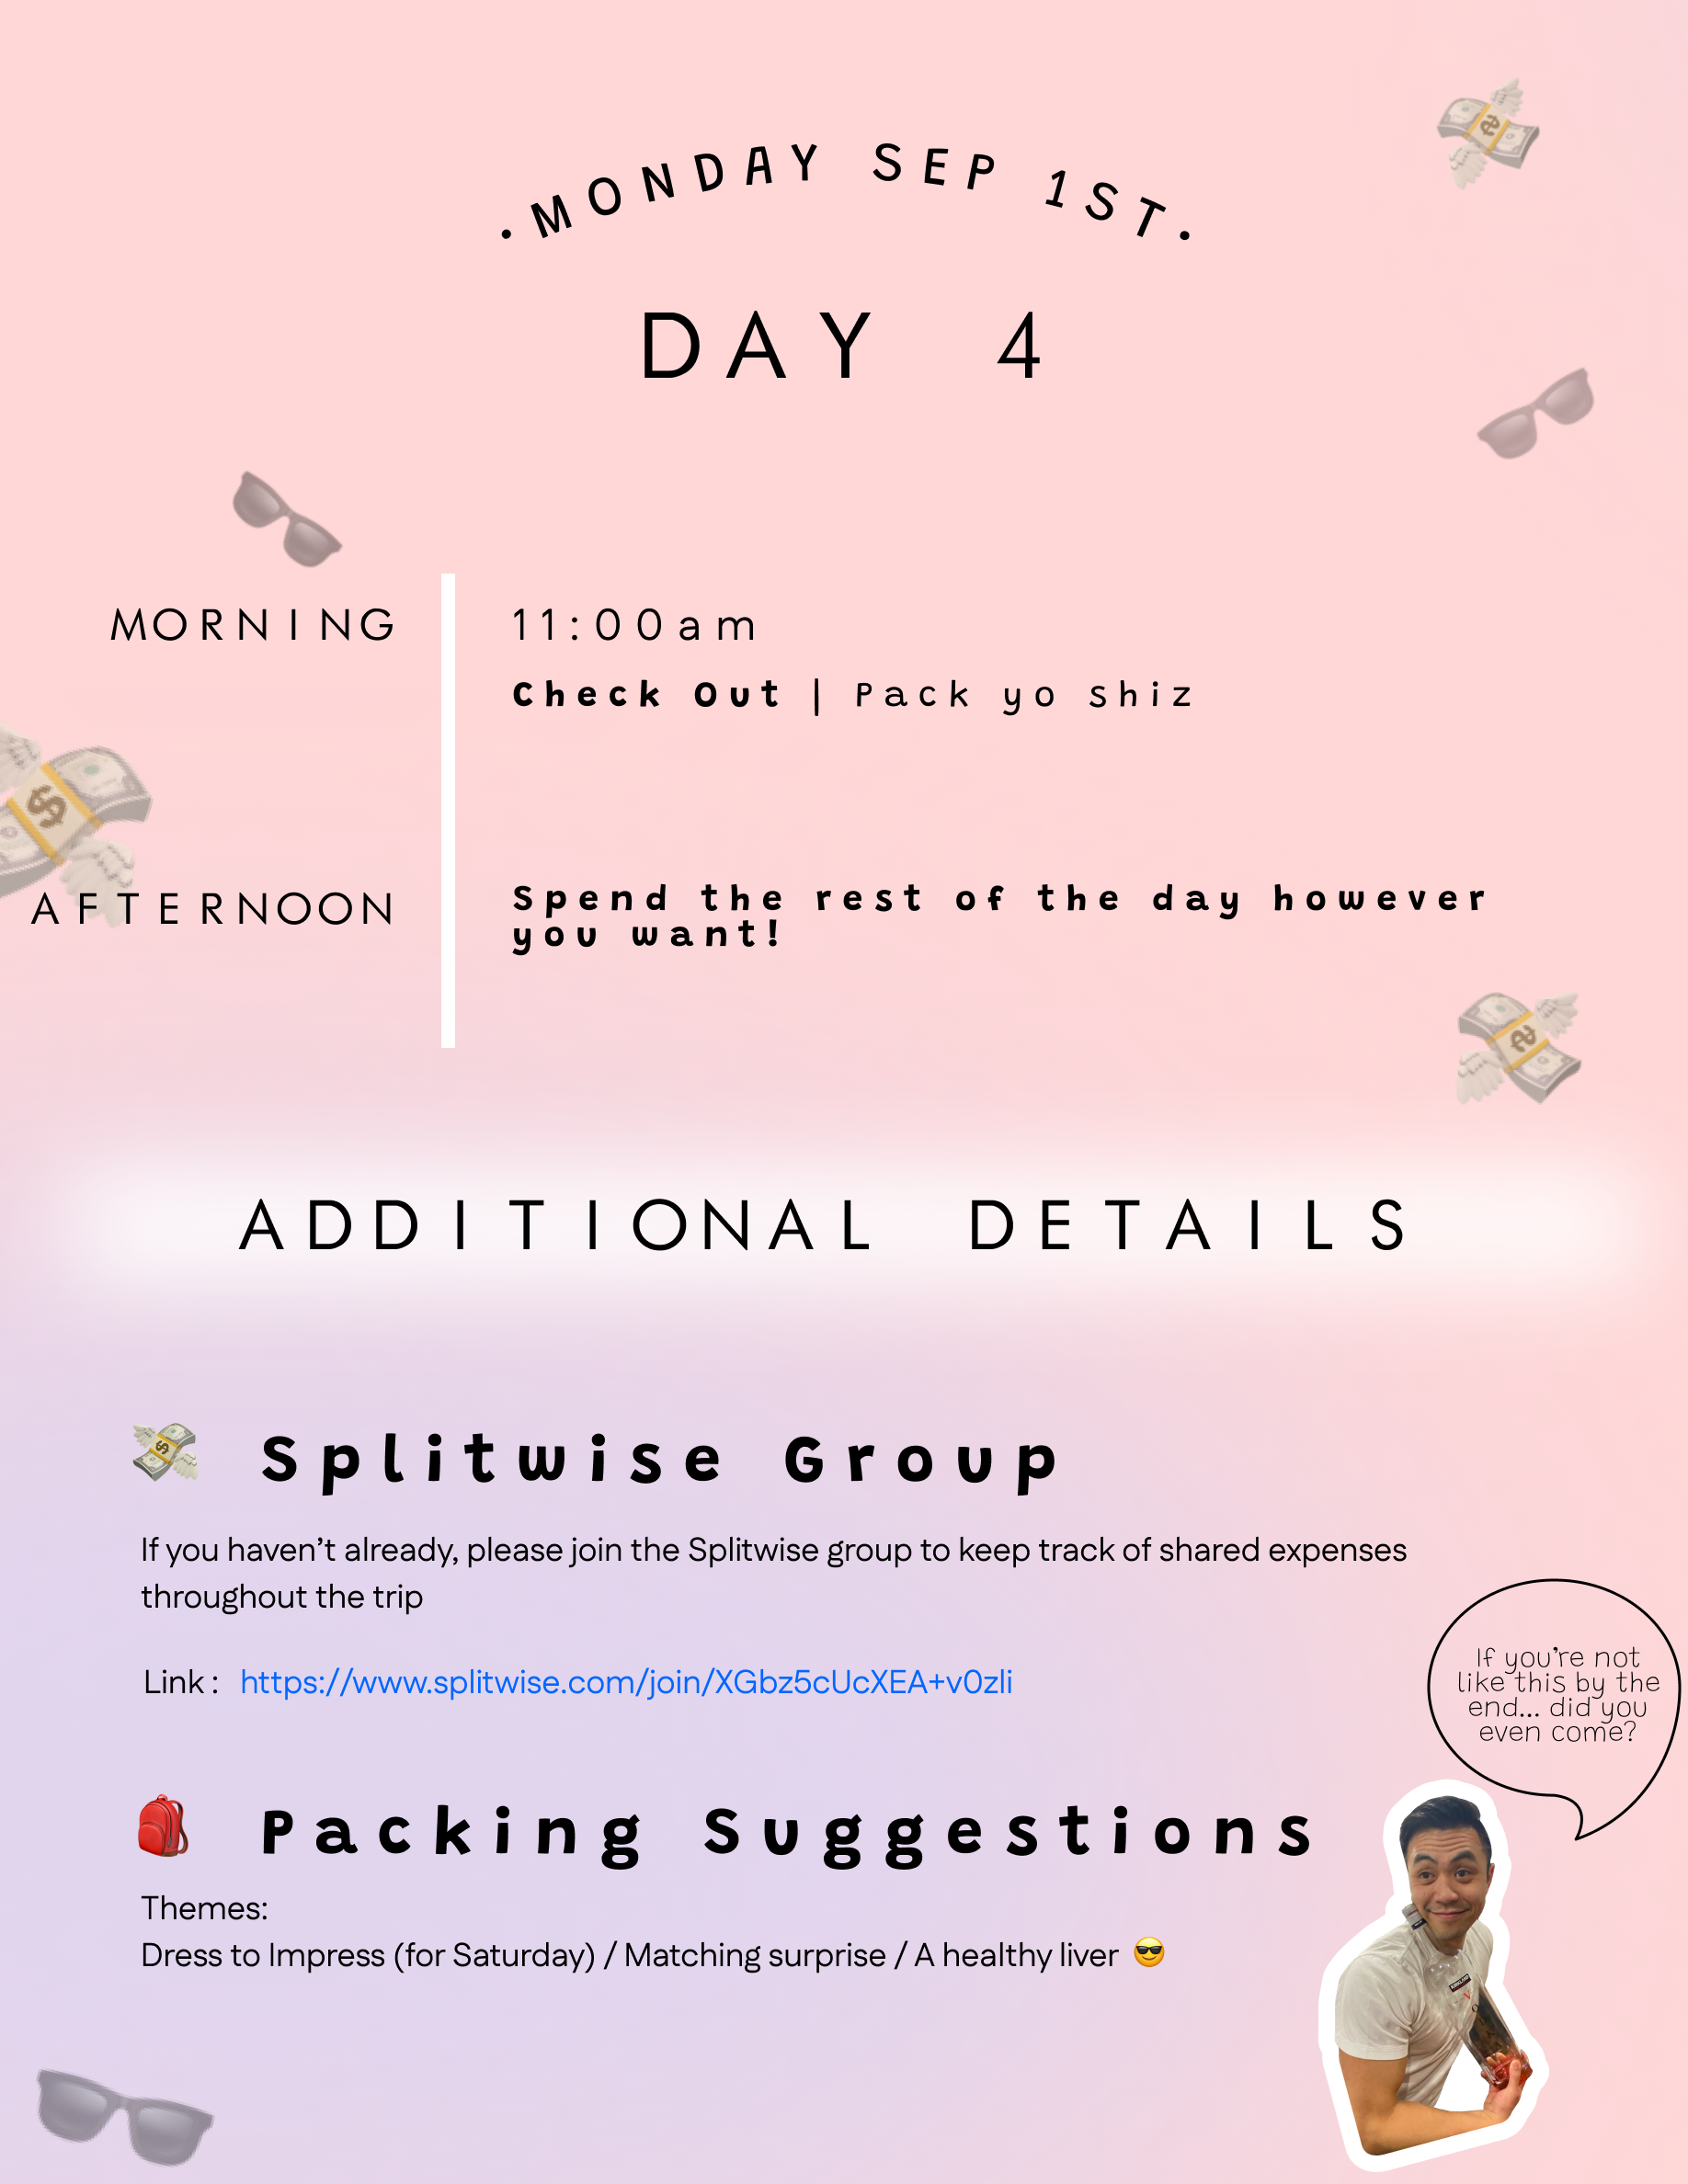 .MONDAY SEP 1ST.
DAY 4
MORNING
11:00am
Check Out | Pack yo shiz
AFTERNOON
Spend the rest of the day however
you want!
ADDITIONAL DETAILS
Splitwise Group
If you haven't already, please join the Splitwise group to keep track of shared expenses
throughout the trip
Link: https://www.splitwise.com/join/XGbz5cUcXEA+v0zli
If you're not
like this by the
end... did you
even come?
Packing Suggestions
Themes:
Dress to Impress (for Saturday) / Matching surprise / A healthy liver 😎
KIRKLAND